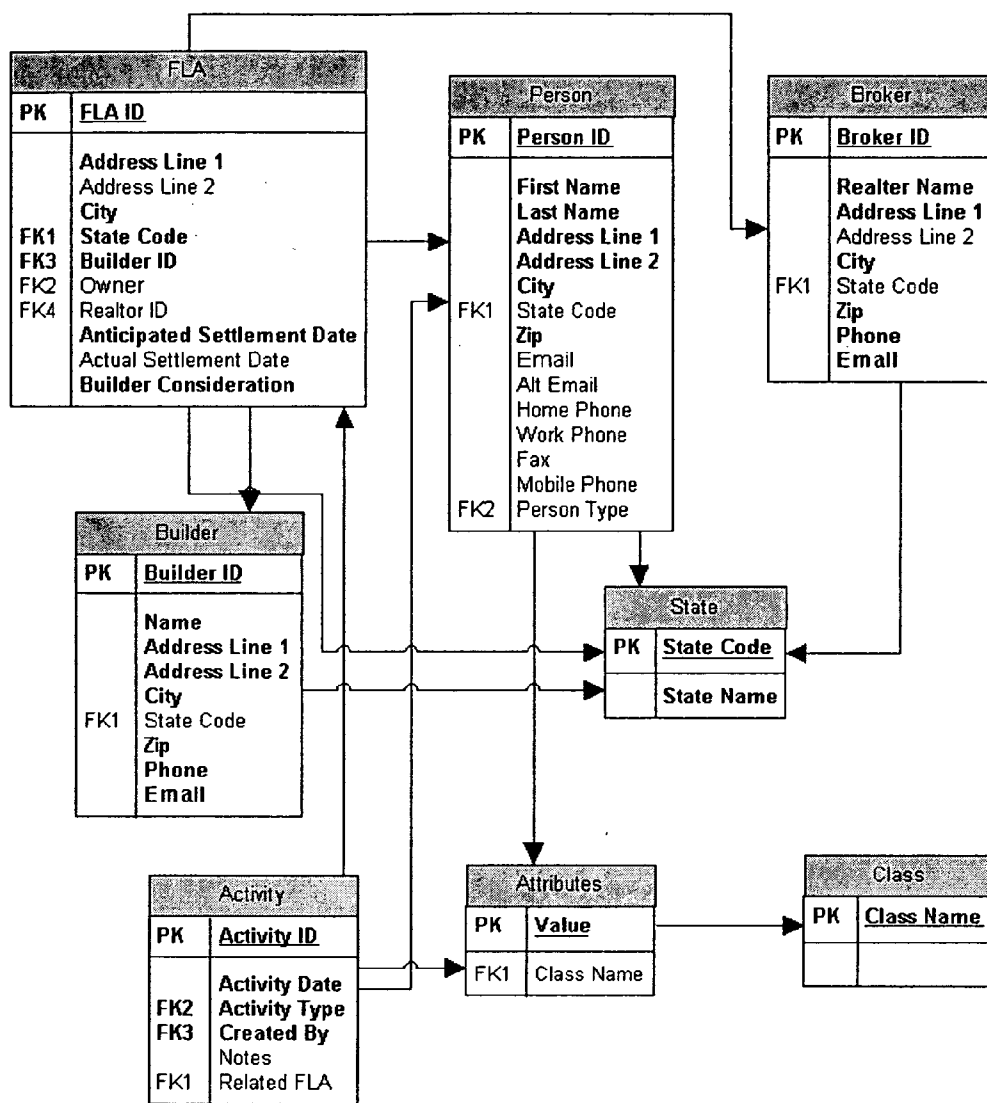 FLA
PK FLA ID
Address Line 1
Address Line 2
City
FK1 State Code
FK3 Builder ID
FK2 Owner
FK4 Realtor ID
Anticipated Settlement Date
Actual Settlement Date
Builder Consideration
Person
PK Person ID
First Name
Last Name
Address Line 1
Address Line 2
City
FK1 State Code
Zip
Email
Alt Email
Home Phone
Work Phone
Fax
Mobile Phone
FK2 Person Type
Broker
PK Broker ID
Realter Name
Address Line 1
Address Line 2
City
FK1 State Code
Zip
Phone
Email
Builder
PK Builder ID
Name
Address Line 1
Address Line 2
City
FK1 State Code
Zip
Phone
Email
State
PK State Code
State Name
Activity
PK Activity ID
Activity Date
FK2 Activity Type
FK3 Created By
Notes
FK1 Related FLA
Attributes
PK Value
FK1 Class Name
Class
PK Class Name